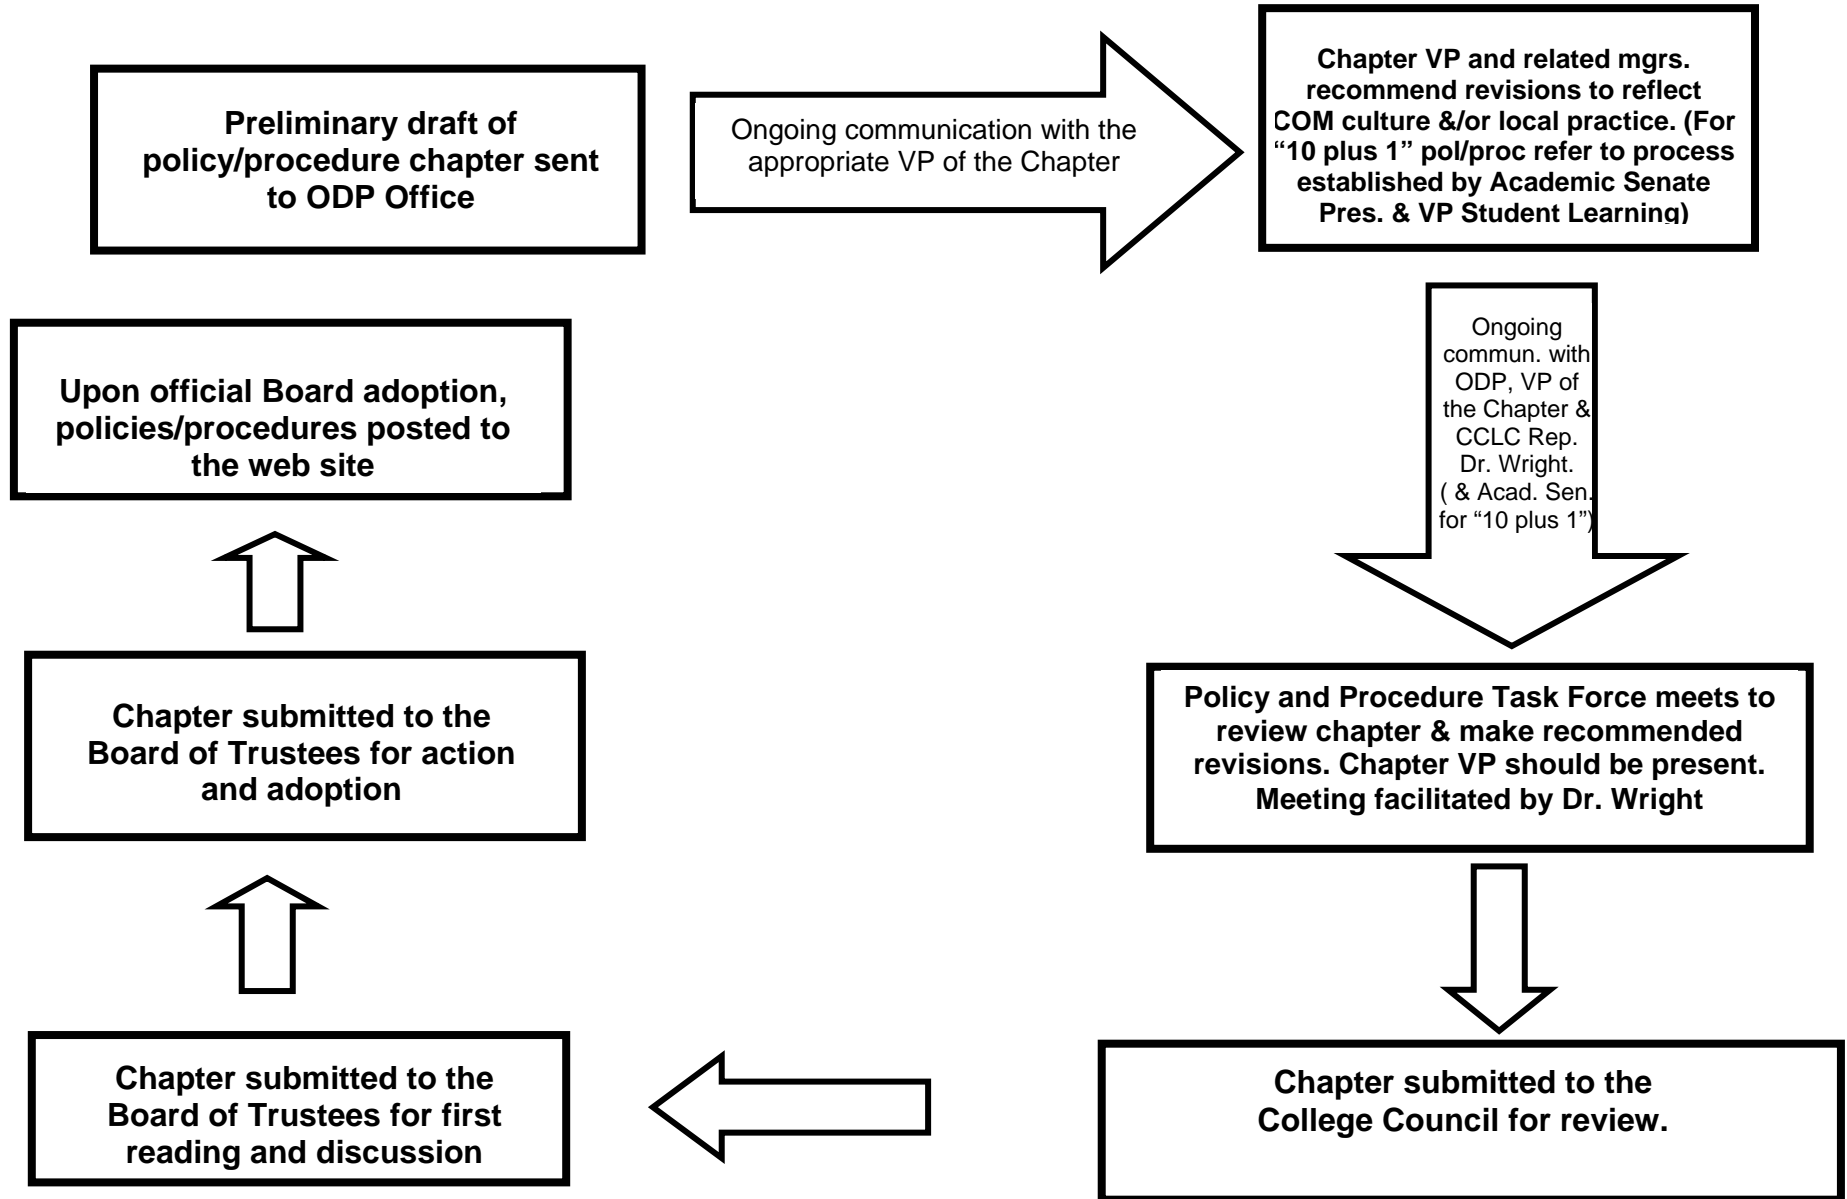 Preliminary draft of
policy/procedure chapter sent
to ODP Office
Ongoing communication with the
appropriate VP of the Chapter
Chapter VP and related mgrs.
recommend revisions to reflect
COM culture &/or local practice. (For
“10 plus 1” pol/proc refer to process
established by Academic Senate
Pres. & VP Student Learning)
Ongoing
commun. with
ODP, VP of
the Chapter &
CCLC Rep.
Dr. Wright.
( & Acad. Sen.
for “10 plus 1”)
Policy and Procedure Task Force meets to
review chapter & make recommended
revisions. Chapter VP should be present.
Meeting facilitated by Dr. Wright
Chapter submitted to the
College Council for review.
Chapter submitted to the
Board of Trustees for first
reading and discussion
Chapter submitted to the
Board of Trustees for action
and adoption
Upon official Board adoption,
policies/procedures posted to
the web site